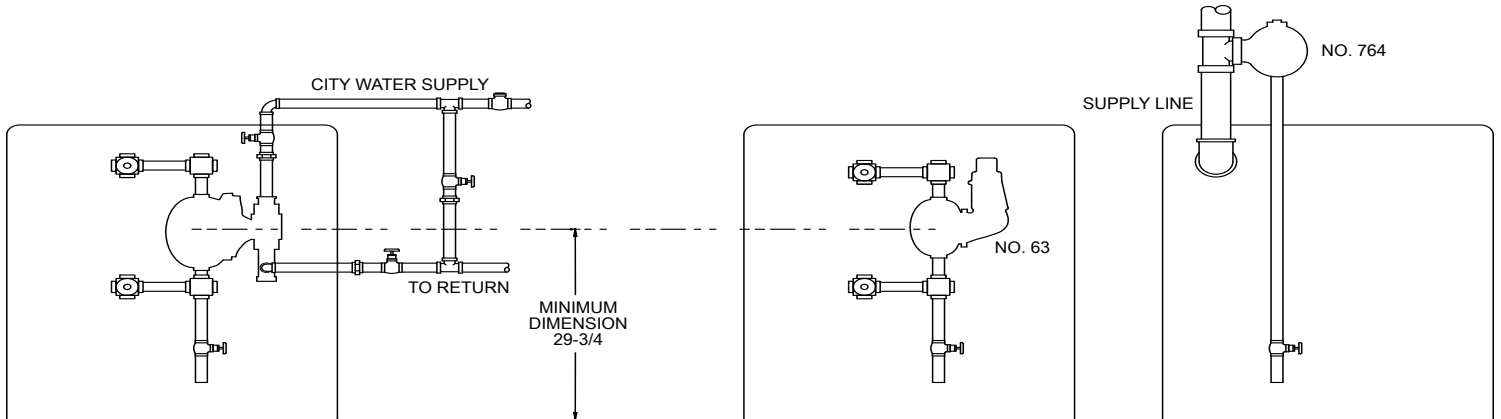 CITY WATER SUPPLY
TO RETURN
MINIMUM
DIMENSION
29-3/4
NO. 63
SUPPLY LINE
NO. 764